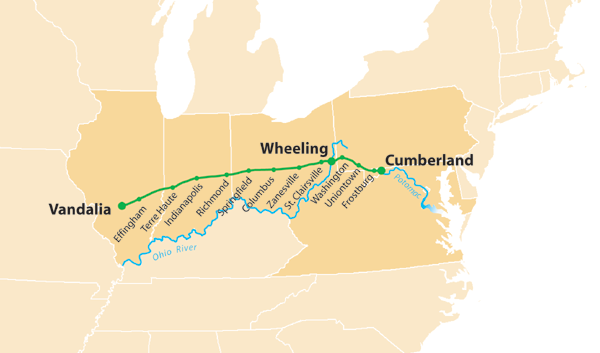 Vandalia
Effingham
Terre Haute
Indianapolis
Richmond
Springfield
Columbus
Zanesville
St. Clairsville
Wheeling
Washington
Uniontown
Frostburg
Cumberland
Potomac
Ohio River